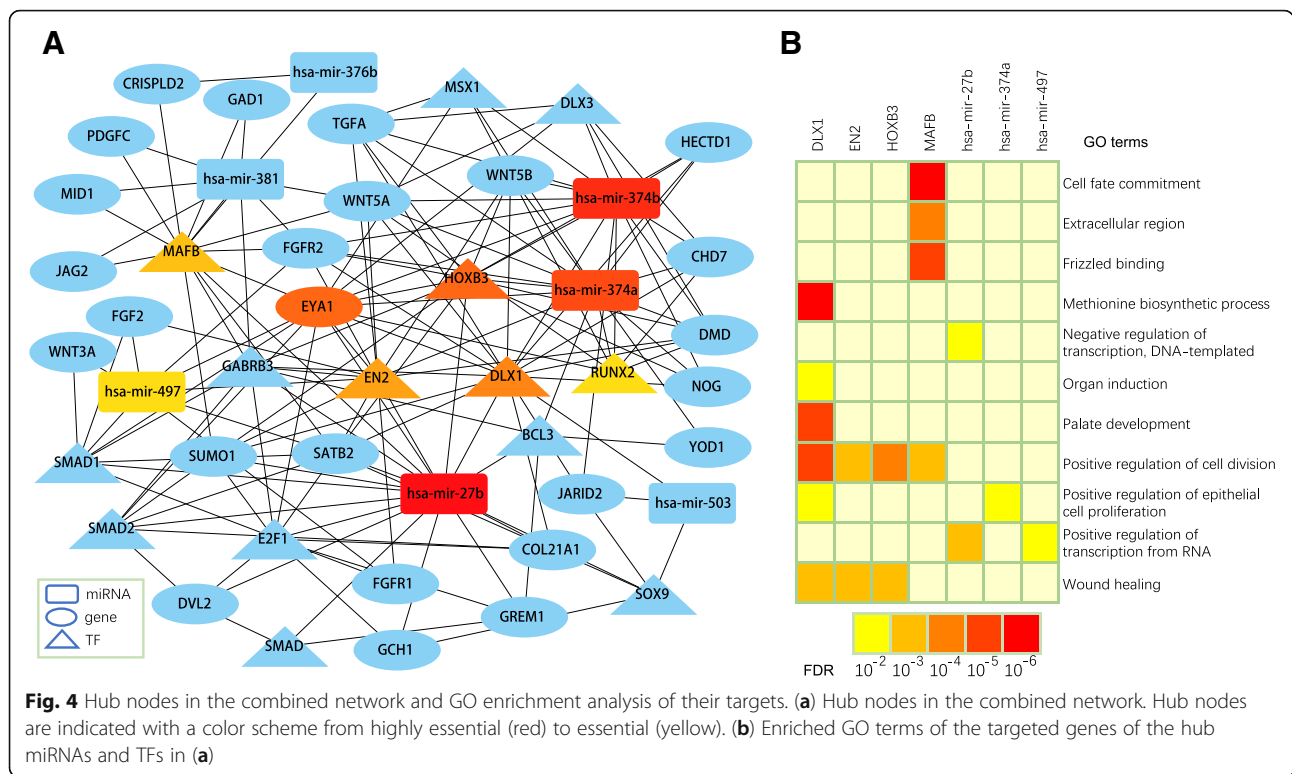 A
hsa-mir-376b
CRISPLD2
GAD1
MSX1
DLX3
TGFA
PDGFC
HECTD1
hsa-mir-381
WNT5B
MID1
WNT5A
hsa-mir-374b
MAFB
FGFR2
CHD7
JAG2
HOXB3
hsa-mir-374a
EYA1
FGF2
DMD
WNT3A
GABRB3
EN2
DLX1
RUNX2
NOG
hsa-mir-497
BCL3
YOD1
SMAD1
SUMO1
SATB2
hsa-mir-27b
JARID2
hsa-mir-503
SMAD2
E2F1
COL21A1
FGFR1
SOX9
DVL2
GREM1
SMAD
GCH1
miRNA
gene
TF
B
DLX1
EN2
HOXB3
MAFB
hsa-mir-27b
hsa-mir-374a
hsa-mir-497
GO terms
Cell fate commitment
Extracellular region
Frizzled binding
Methionine biosynthetic process
Negative regulation of
transcription, DNA-templated
Organ induction
Palate development
Positive regulation of cell division
Positive regulation of epithelial
cell proliferation
Positive regulation of
transcription from RNA
Wound healing
FDR 10⁻² 10⁻³ 10⁻⁴ 10⁻⁵ 10⁻⁶
Fig. 4 Hub nodes in the combined network and GO enrichment analysis of their targets. (a) Hub nodes in the combined network. Hub nodes
are indicated with a color scheme from highly essential (red) to essential (yellow). (b) Enriched GO terms of the targeted genes of the hub
miRNAs and TFs in (a)